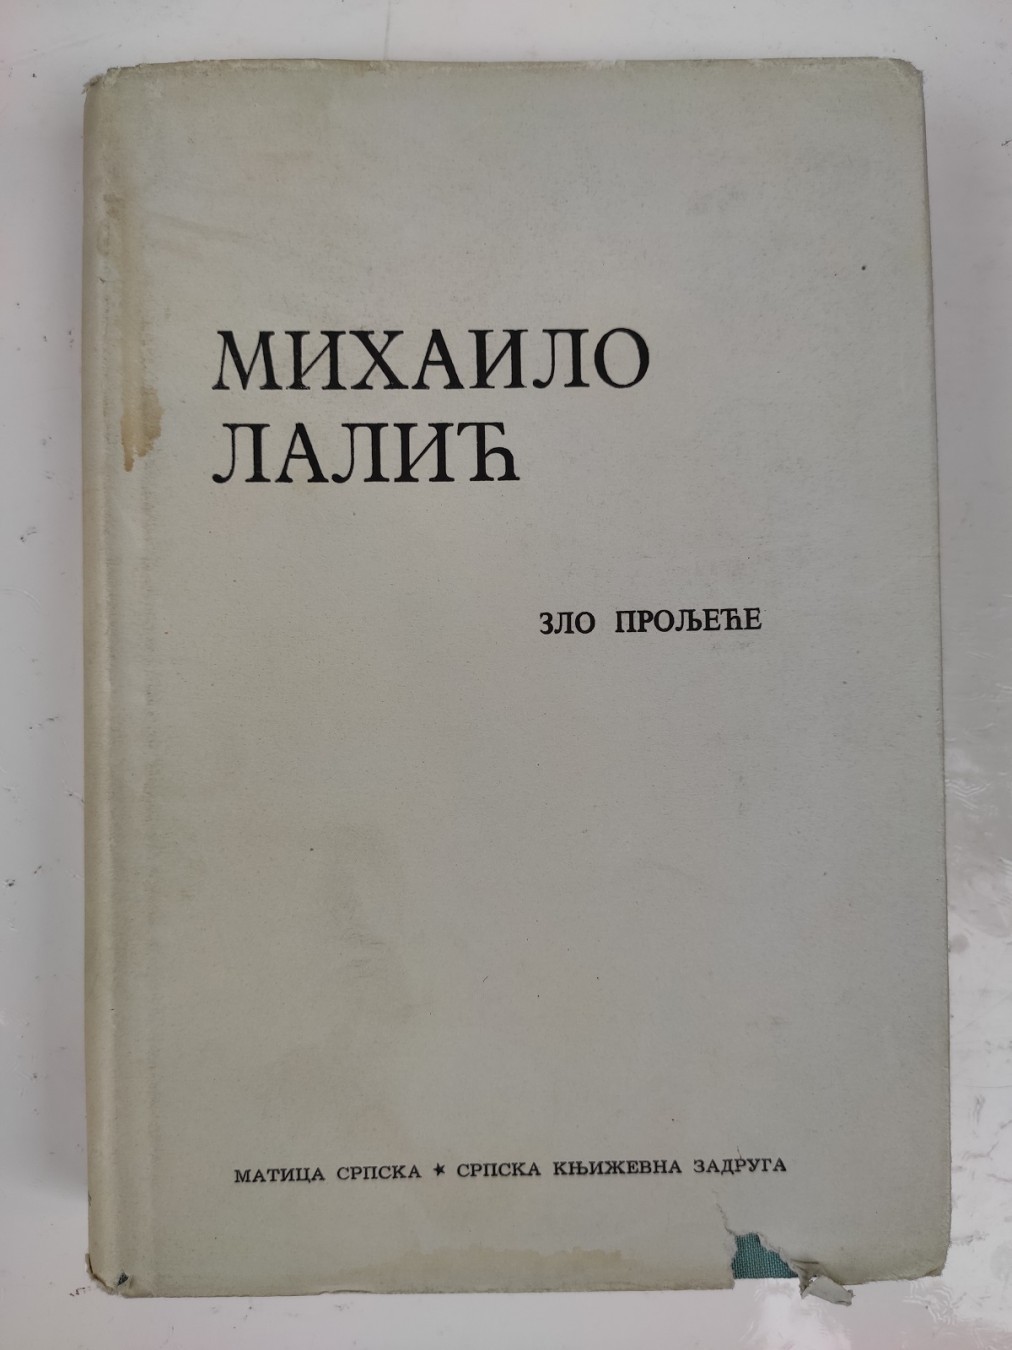 МИХАИЛО
ЛАЛИЋ
ЗЛО ПРОЉЕЋЕ
МАТИЦА СРПСКА ★ СРПСКА КЊИЖЕВНА ЗАДРУГА